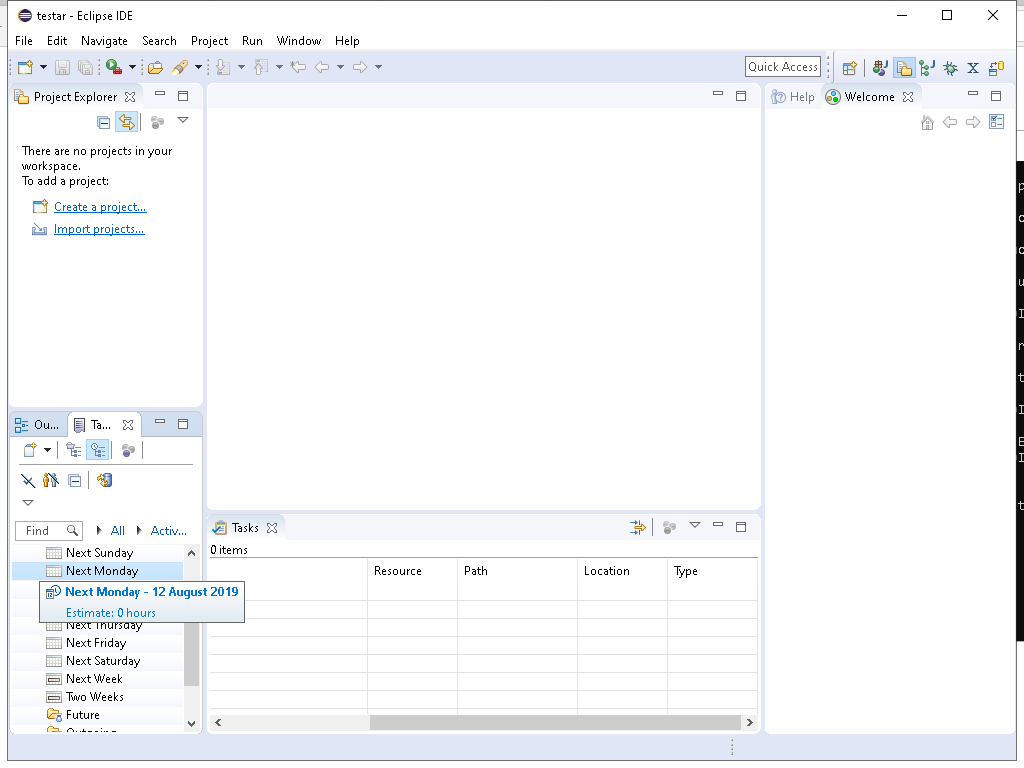 testar - Eclipse IDE
File Edit Navigate Search Project Run Window Help
Quick Access
Project Explorer
Help Welcome
There are no projects in your
workspace.
To add a project:
Create a project...
Import projects...
Ou... Ta...
Find All Activ...
Next Sunday
Next Monday
Next Monday - 12 August 2019
Estimate: 0 hours
Next Thursday
Next Friday
Next Saturday
Next Week
Two Weeks
Future
Outgoing
Tasks
0 items
Resource Path Location Type